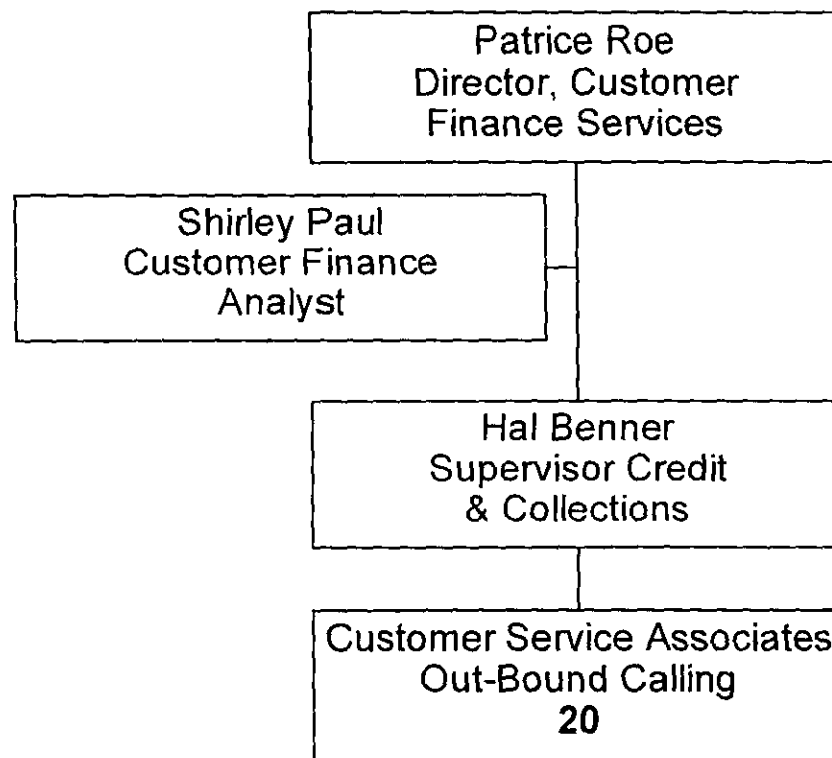 Patrice Roe
Director, Customer
Finance Services
Shirley Paul
Customer Finance
Analyst
Hal Benner
Supervisor Credit
& Collections
Customer Service Associates
Out-Bound Calling
20